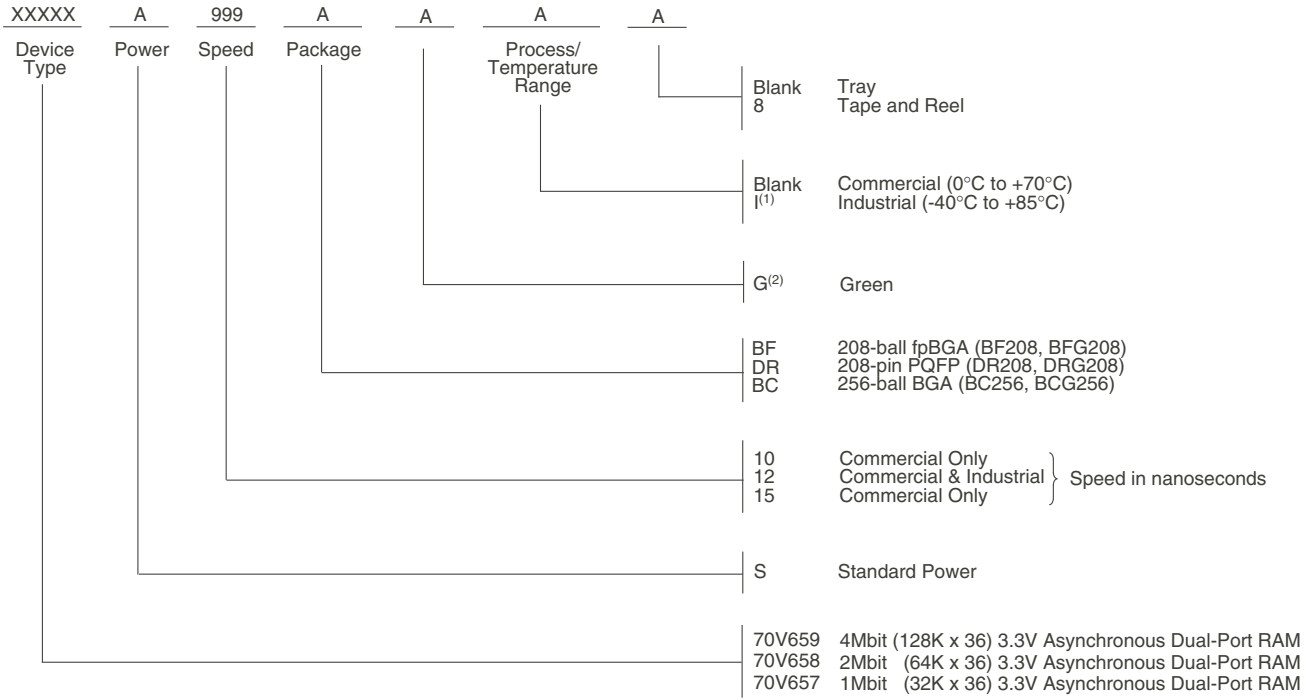 XXXXX A 999 A A A A
Device Type Power Speed Package Process/ Temperature Range
Blank Tray
8 Tape and Reel
Blank Commercial (0°C to +70°C)
I(1) Industrial (-40°C to +85°C)
G(2) Green
BF 208-ball fpBGA (BF208, BFG208)
DR 208-pin PQFP (DR208, DRG208)
BC 256-ball BGA (BC256, BCG256)
10 Commercial Only
12 Commercial & Industrial Speed in nanoseconds
15 Commercial Only
S Standard Power
70V659 4Mbit (128K x 36) 3.3V Asynchronous Dual-Port RAM
70V658 2Mbit (64K x 36) 3.3V Asynchronous Dual-Port RAM
70V657 1Mbit (32K x 36) 3.3V Asynchronous Dual-Port RAM